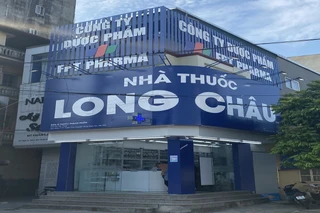 CÔNG TY
DƯỢC PHẨM
FPT PHARMA
CÔNG TY DƯỢC PHẨM
FPT PHARMA
NHÀ THUỐC
LONG CHÂU